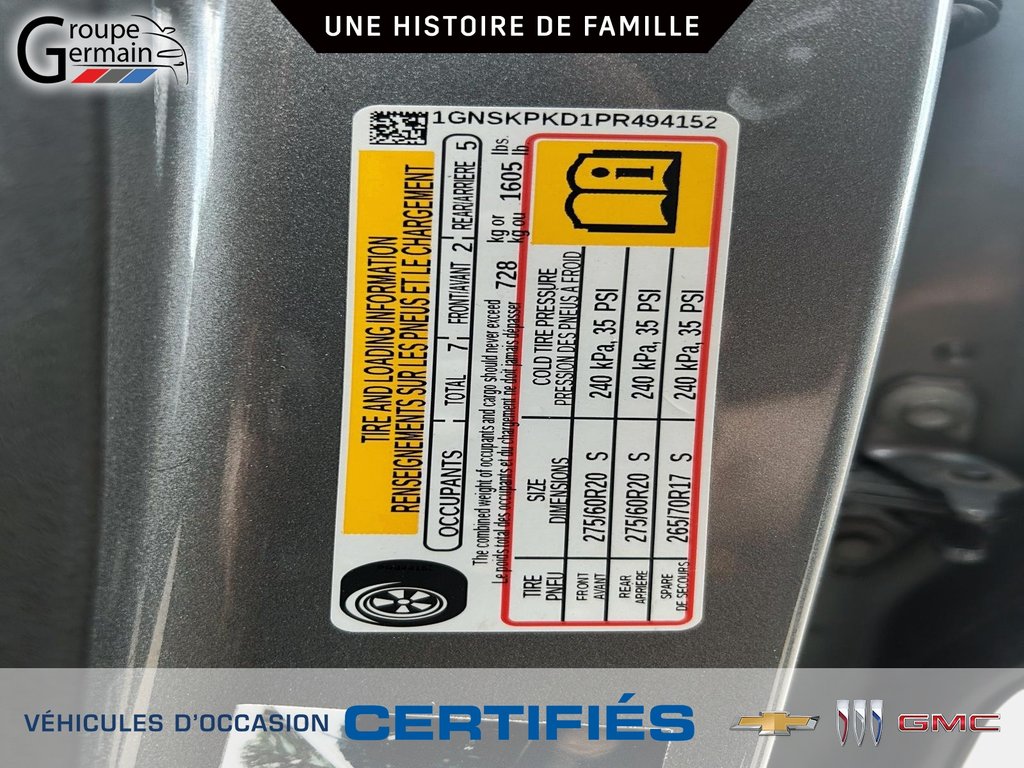 Groupe
Germain
UNE HISTOIRE DE FAMILLE
1GNSKPKD1PR494152
TIRE AND LOADING INFORMATION
RENSEIGNEMENTS SUR LES PNEUS ET LE CHARGEMENT
OCCUPANTS TOTAL 7 FRONT/AVANT 2 REAR/ARRIÈRE 5
The combined weight of occupants and cargo should never exceed 728 kg or 1605 lbs.
Le poids total des occupants et du chargement ne doit jamais dépasser kg ou lb
TIRE SIZE COLD TIRE PRESSURE
PNEU DIMENSIONS PRESSION DES PNEUS A FROID
FRONT
AVANT 275/60R20 S 240 kPa, 35 PSI
REAR
ARRIERE 275/60R20 S 240 kPa, 35 PSI
SPARE
DE SECOURS 265/70R17 S 240 kPa, 35 PSI
VÉHICULES D'OCCASION CERTIFIÉS GMC